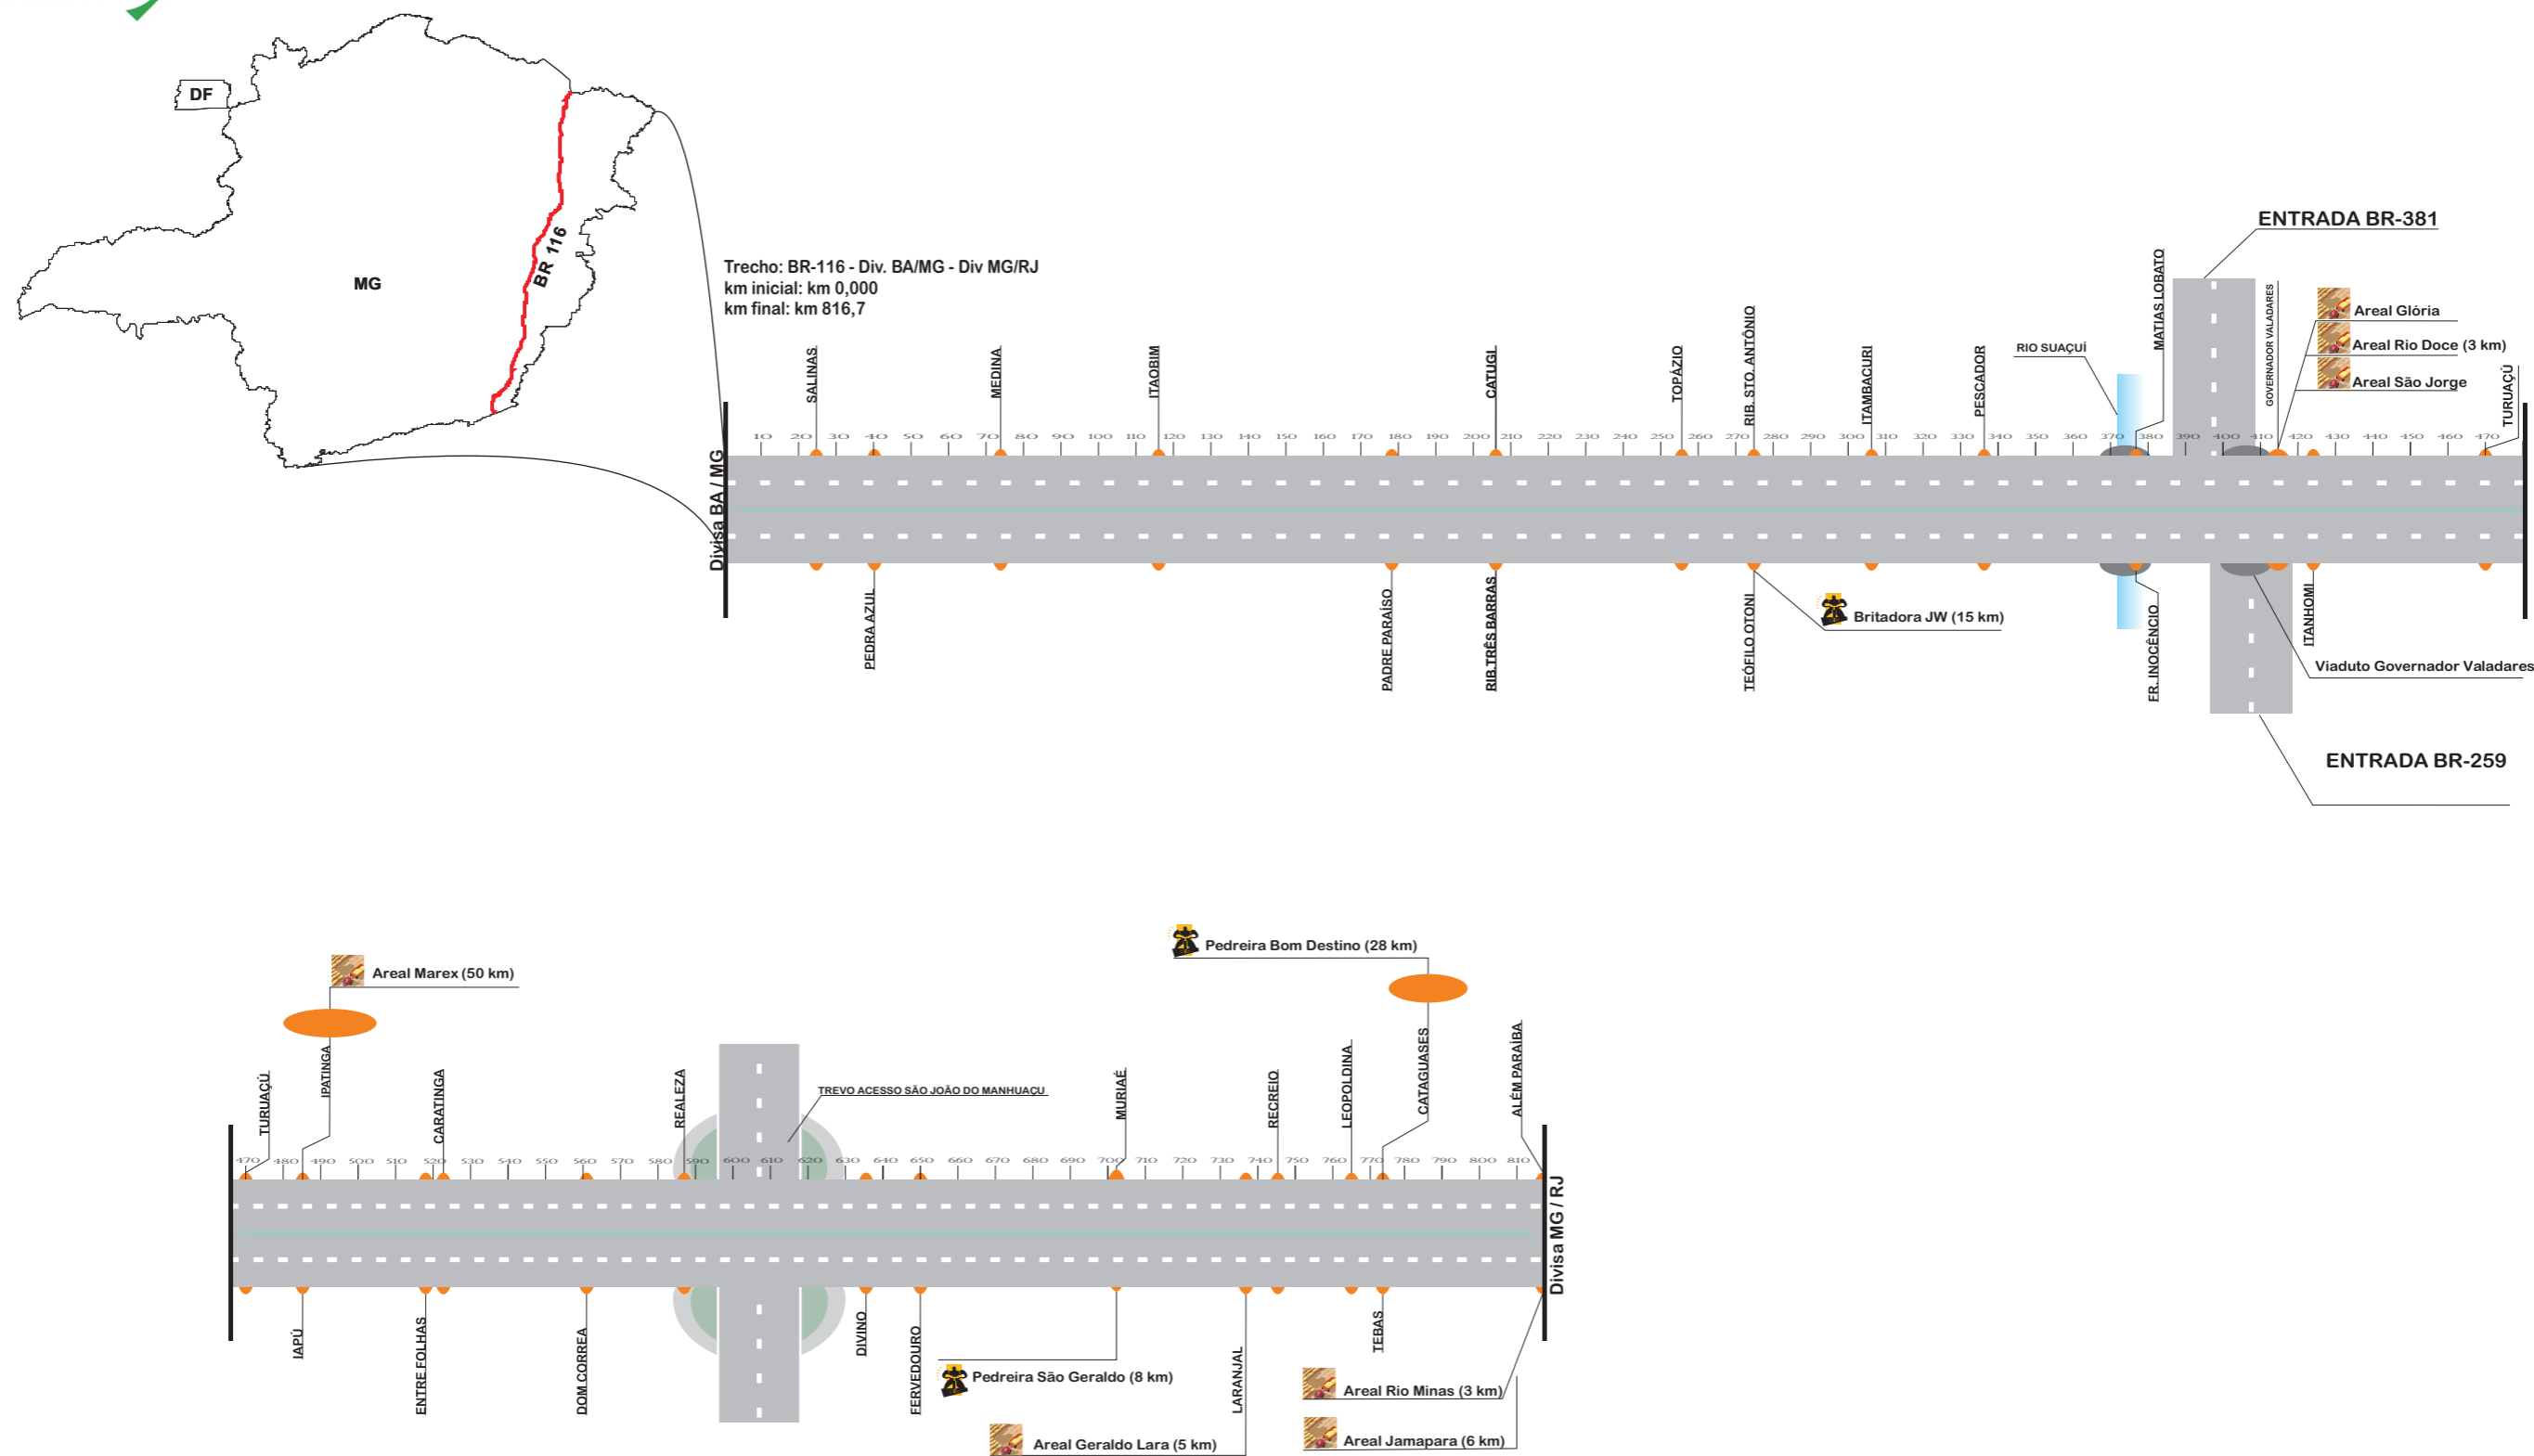 DF
MG
BR 116
Trecho: BR-116 - Div. BA/MG - Div MG/RJ
km inicial: km 0,000
km final: km 816,7
ENTRADA BR-381
Areal Glória
Areal Rio Doce (3 km)
Areal São Jorge
RIO SUAÇUÍ
SALINAS
MEDINA
ITAOBIM
CATUGI
TOPÁZIO
RIB. STO. ANTÔNIO
ITAMBACURI
PESCADOR
MATIAS LOBATO
GOVERNADOR VALADARES
TURUAÇÚ
10 20 30 40 50 60 70 80 90 100 110 120 130 140 150 160 170 180 190 200 210 220 230 240 250 260 270 280 290 300 310 320 330 340 350 360 370 380 390 400 410 420 430 440 450 460 470
Divisa BA / MG
PEDRA AZUL
PADRE PARAÍSO
RIB.TRÊS BARRAS
TEÓFILO OTONI
Britadora JW (15 km)
FR. INOCÊNCIO
ITANHOMI
Viaduto Governador Valadares
ENTRADA BR-259
Areal Marex (50 km)
Pedreira Bom Destino (28 km)
TURUAÇÚ
IPATINGA
CARATINGA
REALEZA
TREVO ACESSO SÃO JOÃO DO MANHUAÇU
MURIAÉ
RECREIO
LEOPOLDINA
CATAGUASES
ALÉM PARAÍBA
470 480 490 500 510 520 530 540 550 560 570 580 590 600 610 620 630 640 650 660 670 680 690 700 710 720 730 740 750 760 770 780 790 800 810
Divisa MG / RJ
IAPÚ
ENTRE FOLHAS
DOM CORREA
DIVINO
FERVEDOURO
LARANJAL
TEBAS
Pedreira São Geraldo (8 km)
Areal Rio Minas (3 km)
Areal Geraldo Lara (5 km)
Areal Jamapara (6 km)